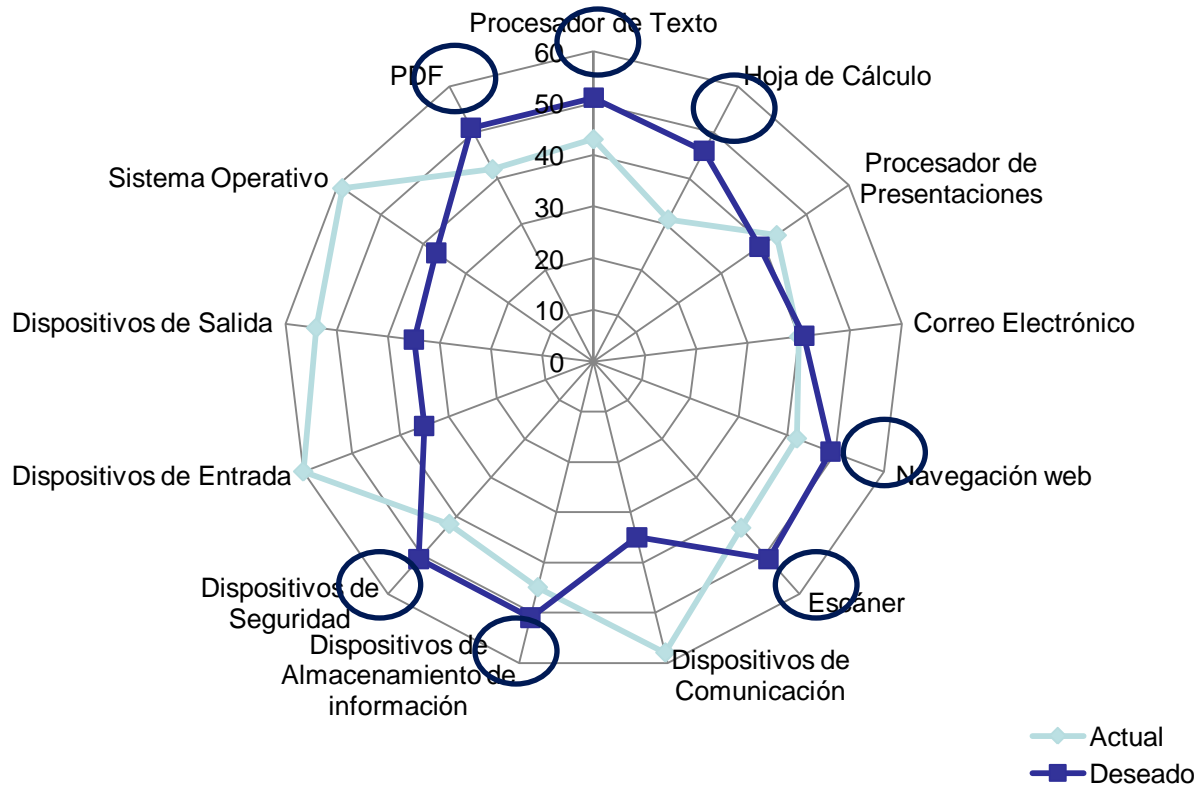 Procesador de Texto
60
50
40
30
20
10
0
Hoja de Cálculo
Procesador de
Presentaciones
Correo Electrónico
Navegación web
Escáner
Dispositivos de
Comunicación
Dispositivos de
Almacenamiento de
información
Dispositivos de
Seguridad
Dispositivos de Entrada
Dispositivos de Salida
Sistema Operativo
PDF
Actual
Deseado